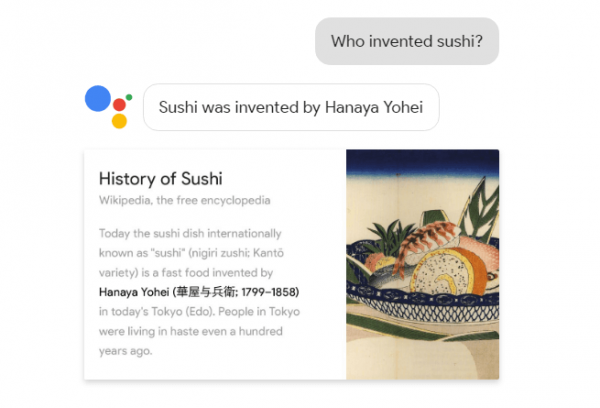 Who invented sushi?
Sushi was invented by Hanaya Yohei
History of Sushi
Wikipedia, the free encyclopedia
Today the sushi dish internationally
known as "sushi" (nigiri zushi; Kantō
variety) is a fast food invented by
Hanaya Yohei (華屋与兵衛; 1799–1858)
in today's Tokyo (Edo). People in Tokyo
were living in haste even a hundred
years ago.